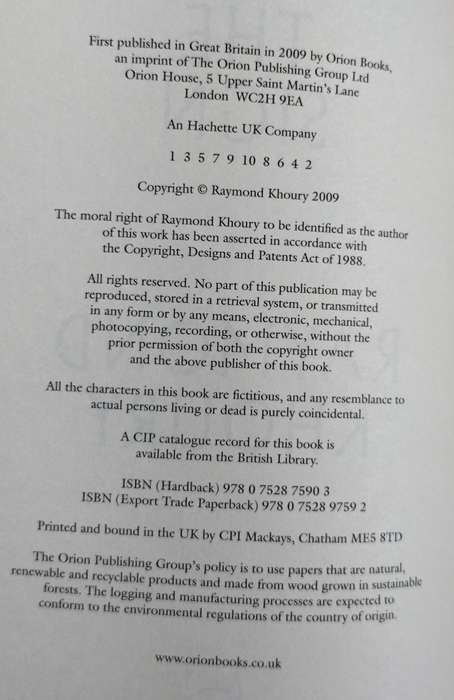 First published in Great Britain in 2009 by Orion Books,
an imprint of The Orion Publishing Group Ltd
Orion House, 5 Upper Saint Martin's Lane
London WC2H 9EA
An Hachette UK Company
1 3 5 7 9 10 8 6 4 2
Copyright © Raymond Khoury 2009
The moral right of Raymond Khoury to be identified as the author
of this work has been asserted in accordance with
the Copyright, Designs and Patents Act of 1988.
All rights reserved. No part of this publication may be
reproduced, stored in a retrieval system, or transmitted
in any form or by any means, electronic, mechanical,
photocopying, recording, or otherwise, without the
prior permission of both the copyright owner
and the above publisher of this book.
All the characters in this book are fictitious, and any resemblance to
actual persons living or dead is purely coincidental.
A CIP catalogue record for this book is
available from the British Library.
ISBN (Hardback) 978 0 7528 7590 3
ISBN (Export Trade Paperback) 978 0 7528 9759 2
Printed and bound in the UK by CPI Mackays, Chatham ME5 8TD
The Orion Publishing Group's policy is to use papers that are natural,
renewable and recyclable products and made from wood grown in sustainable
forests. The logging and manufacturing processes are expected to
conform to the environmental regulations of the country of origin.
www.orionbooks.co.uk